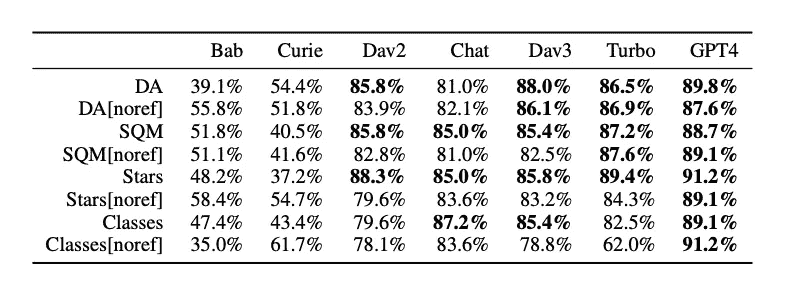 Bab Curie Dav2 Chat Dav3 Turbo GPT4
DA 39.1% 54.4% 85.8% 81.0% 88.0% 86.5% 89.8%
DA[noref] 55.8% 51.8% 83.9% 82.1% 86.1% 86.9% 87.6%
SQM 51.8% 40.5% 85.8% 85.0% 85.4% 87.2% 88.7%
SQM[noref] 51.1% 41.6% 82.8% 81.0% 82.5% 87.6% 89.1%
Stars 48.2% 37.2% 88.3% 85.0% 85.8% 89.4% 91.2%
Stars[noref] 58.4% 54.7% 79.6% 83.6% 83.2% 84.3% 89.1%
Classes 47.4% 43.4% 79.6% 87.2% 85.4% 82.5% 89.1%
Classes[noref] 35.0% 61.7% 78.1% 83.6% 78.8% 62.0% 91.2%